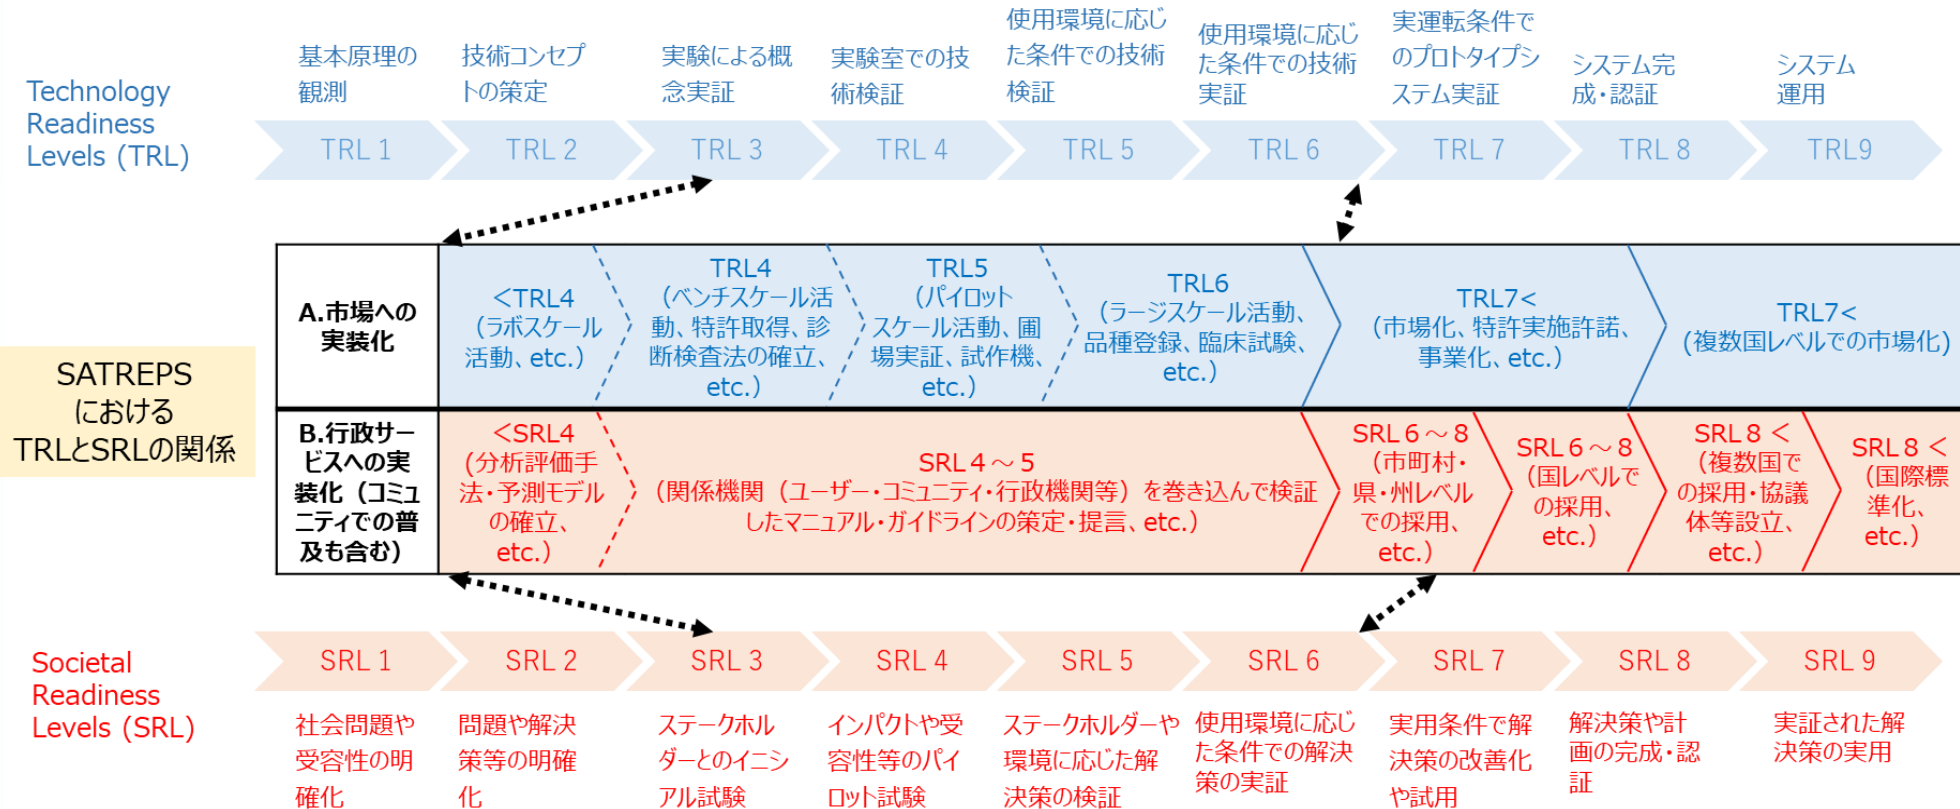 Technology
Readiness
Levels (TRL)
基本原理の
観測
技術コンセプ
トの策定
実験による概
念実証
実験室での技
術検証
使用環境に応じ
た条件での技術
検証
使用環境に応じ
た条件での技術
実証
実運転条件で
のプロトタイプシ
ステム実証
システム完
成・認証
システム
運用
TRL 1
TRL 2
TRL 3
TRL 4
TRL 5
TRL 6
TRL 7
TRL 8
TRL9
SATREPS
における
TRLとSRLの関係
A.市場への
実装化
<TRL4
(ラボスケール
活動、etc.)
TRL4
(ベンチスケール活
動、特許取得、診
断検査法の確立、
etc.)
TRL5
(パイロット
スケール活動、圃
場実証、試作機、
etc.)
TRL6
(ラージスケール活動、
品種登録、臨床試験、
etc.)
TRL7<
(市場化、特許実施許諾、
事業化、etc.)
TRL7<
(複数国レベルでの市場化)
B.行政サー
ビスへの実
装化(コミュ
ニティでの普
及も含む)
<SRL4
(分析評価手
法・予測モデル
の確立、
etc.)
SRL４～５
(関係機関(ユーザー・コミュニティ・行政機関等)を巻き込んで検証
したマニュアル・ガイドラインの策定・提言、etc.)
SRL６～８
(市町村・
県・州レベル
での採用、
etc.)
SRL６～８
(国レベルで
の採用、
etc.)
SRL８<
(複数国で
の採用・協議
体等設立、
etc.)
SRL８<
(国際標
準化、
etc.)
Societal
Readiness
Levels (SRL)
SRL 1
SRL 2
SRL 3
SRL 4
SRL 5
SRL 6
SRL 7
SRL 8
SRL 9
社会問題や
受容性の明
確化
問題や解決
策等の明確
化
ステークホル
ダーとのイニシ
アル試験
インパクトや受
容性等のパイ
ロット試験
ステークホルダーや
環境に応じた解
決策の検証
使用環境に応じ
た条件での解決
策の実証
実用条件で解
決策の改善化
や試用
解決策や計
画の完成・認
証
実証された解
決策の実用